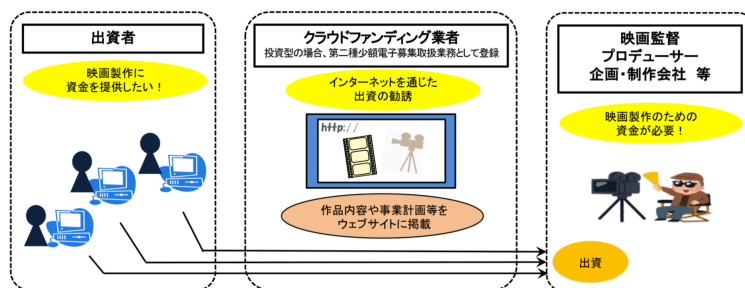 出資者
映画製作に
資金を提供したい！
クラウドファンディング業者
投資型の場合、第二種少額電子募集取扱業務として登録
インターネットを通じた
出資の勧誘
http://
作品内容や事業計画等を
ウェブサイトに掲載
映画監督
プロデューサー
企画・制作会社 等
映画製作のための
資金が必要！
出資